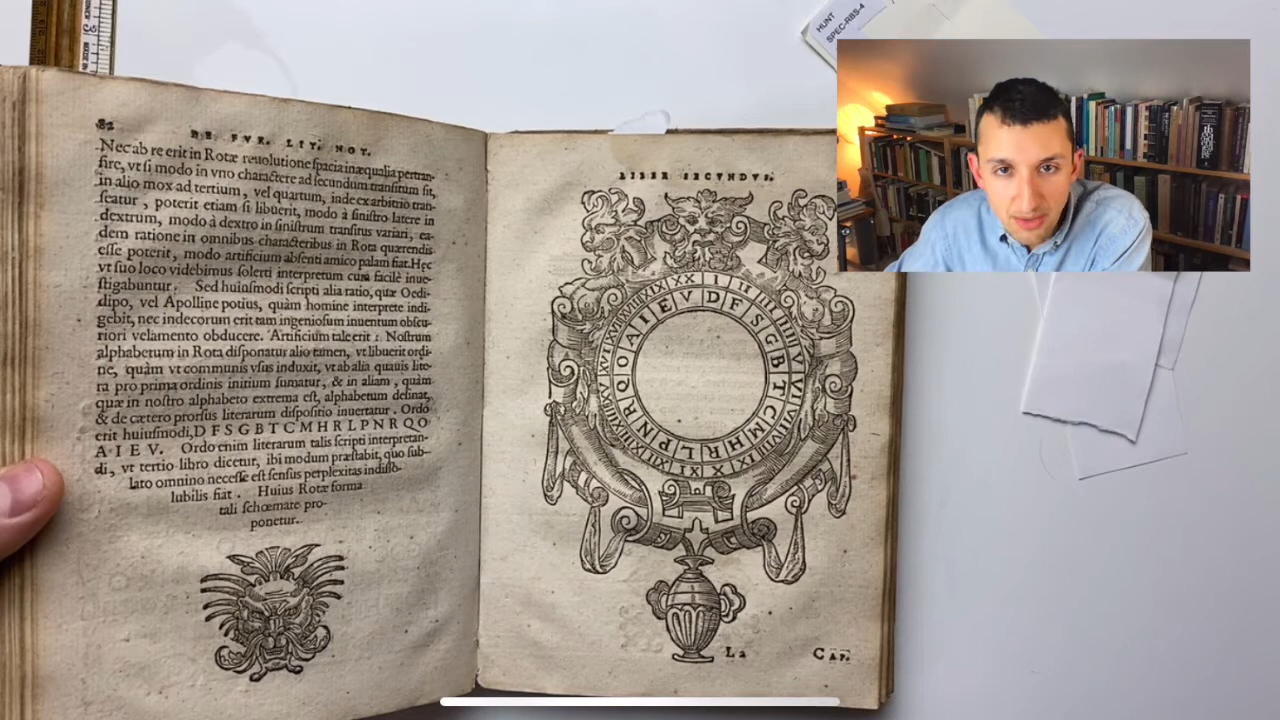 HUNT
SPEC-RBS-4
82
DE FVR. LIT. NOT.
Nec ab re erit in Rotæ reuolutione spacia inæqualia pertran-
sire, vt si modo in vno charactere ad secundum transitum sit,
in alio mox ad tertium, vel quartum, inde ex arbitrio tran-
seatur, poterit etiam si libuerit, modò à sinistro latere in
dextrum, modò à dextro in sinistrum transitus variari, ea-
dem ratione in omnibus characteribus in Rota quærendis
esse poterit, modo artificium absenti amico palam fiat. Hęc
vt suo loco videbimus solerti interpretum cura facilè inue-
stigabuntur. Sed huiusmodi scripti alia ratio, quæ Oedi-
dipo, vel Apolline potius, quàm homine interprete indi-
gebit, nec indecorum erit tam ingeniosum inuentum obscu-
riori velamento obducere. Artificium tale erit: Nostrum
alphabetum in Rota disponatur alio tamen, vt libuerit ordi-
ne, quàm vt communis vsus induxit, vt ab alia quauis lite-
ra pro prima ordinis initium sumatur, & in aliam, quàm
quæ in nostro alphabeto extrema est, alphabetum desinat,
& de cætero prorsus literarum dispositio inuertatur. Ordo
erit huiusmodi, D F S G B T C M H R L P N R Q O
A I E V. Ordo enim literarum talis scripti interpretan-
di, vt tertio libro dicetur, ibi modum præstabit, quo sub-
lato omnino necesse est sensus perplexitas indisso-
lubilis fiat. Huius Rotæ forma
tali schœmate pro-
ponetur.
LIBER SECVNDVS.
D F S G B T C M H R L P N R Q O A I E V
L 2
CAP.